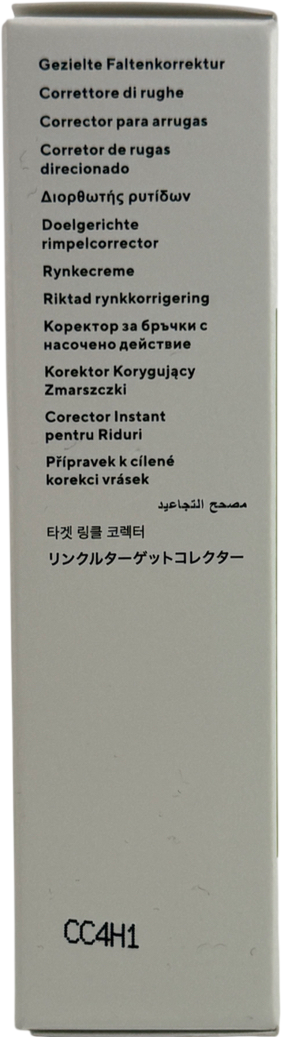 Gezielte Faltenkorrektur
Correttore di rughe
Corrector para arrugas
Corretor de rugas
direcionado
Διορθωτής ρυτίδων
Doelgerichte
rimpelcorrector
Rynkecreme
Riktad rynkkorrigering
Коректор за бръчки с
насочено действие
Korektor Korygujący
Zmarszczki
Corector Instant
pentru Riduri
Přípravek k cílené
korekci vrásek
مصحح التجاعيد
타겟 링클 코렉터
リンクルターゲットコレクター
CC4H1